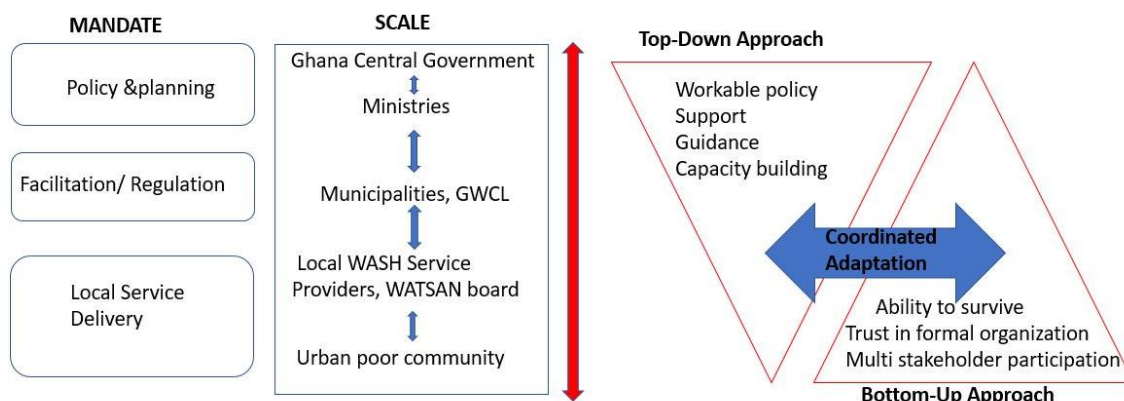 MANDATE
Policy &planning
Facilitation/ Regulation
Local Service
Delivery
SCALE
Ghana Central Government
Ministries
Municipalities, GWCL
Local WASH Service
Providers, WATSAN board
Urban poor community
Top-Down Approach
Workable policy
Support
Guidance
Capacity building
Coordinated
Adaptation
Ability to survive
Trust in formal organization
Multi stakeholder participation
Bottom-Up Approach